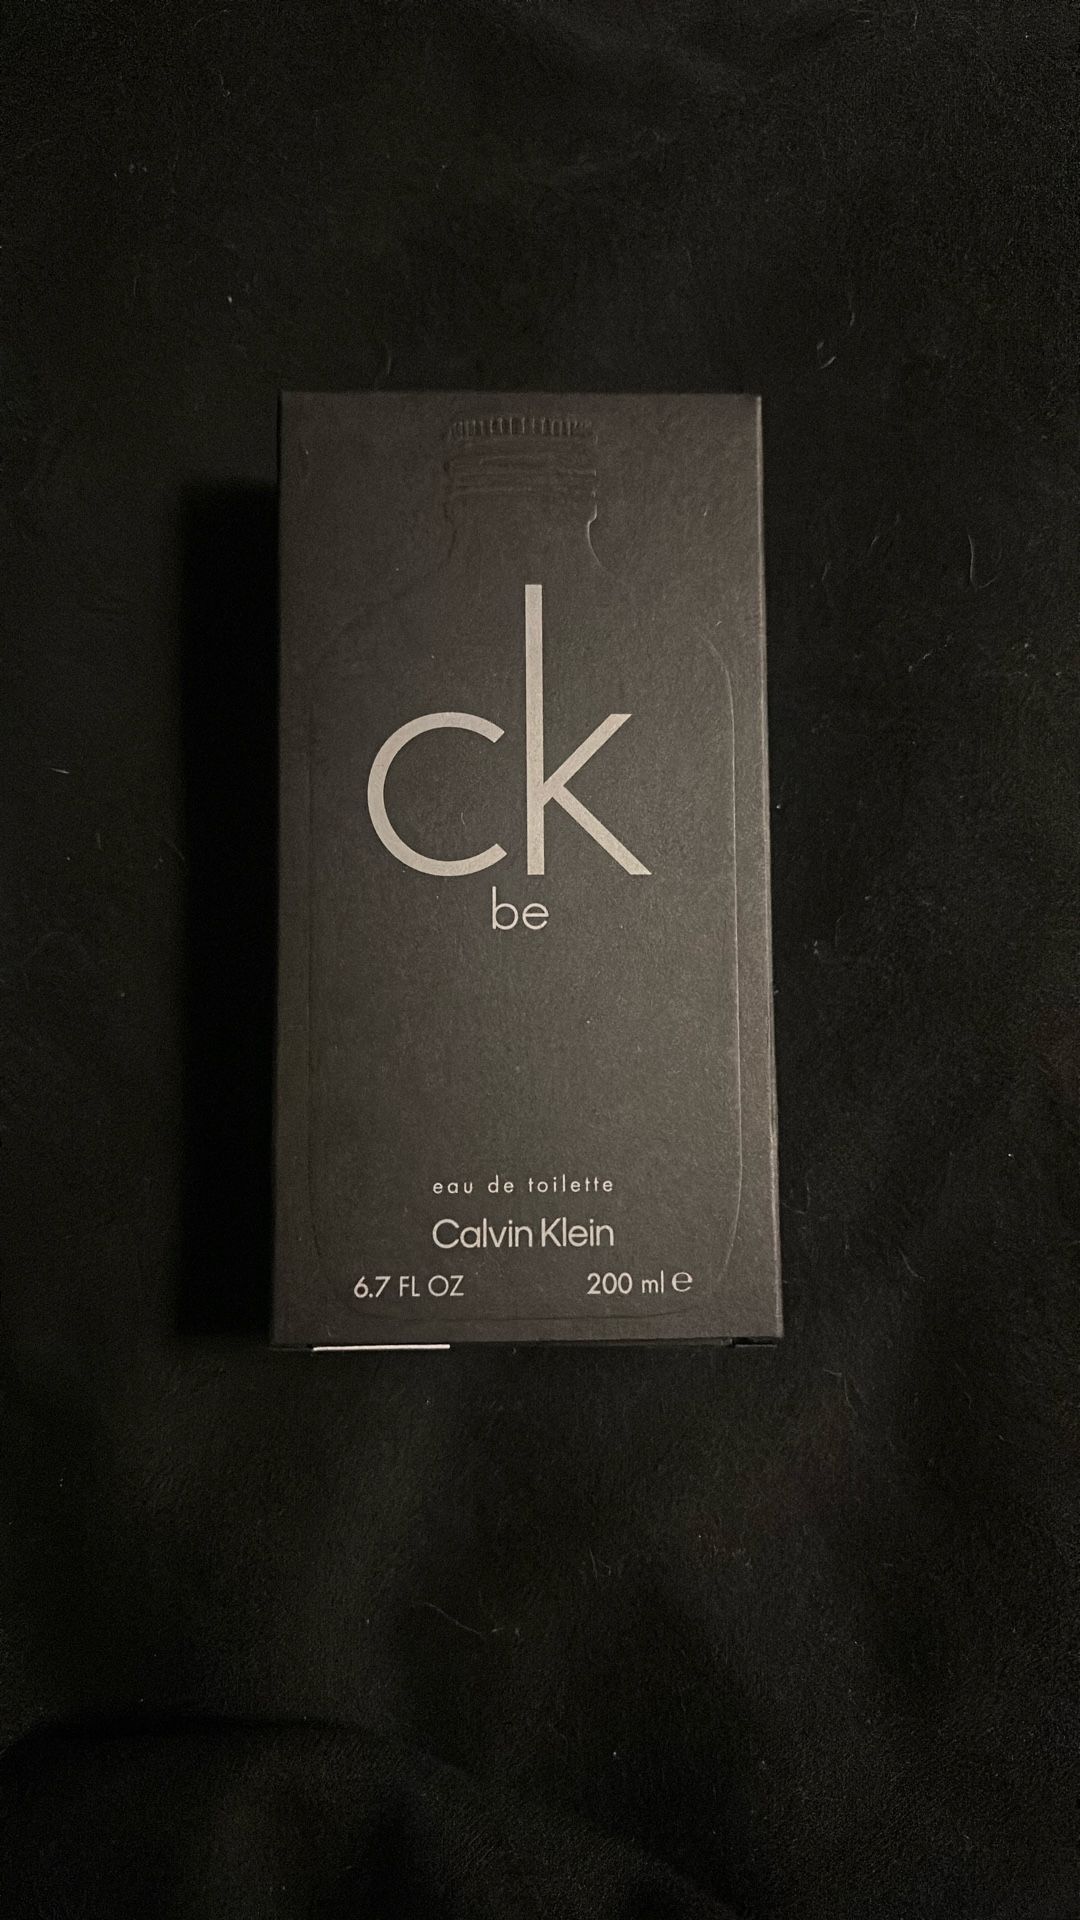 ck
be
eau de toilette
Calvin Klein
6.7 FL OZ 200 ml ℮